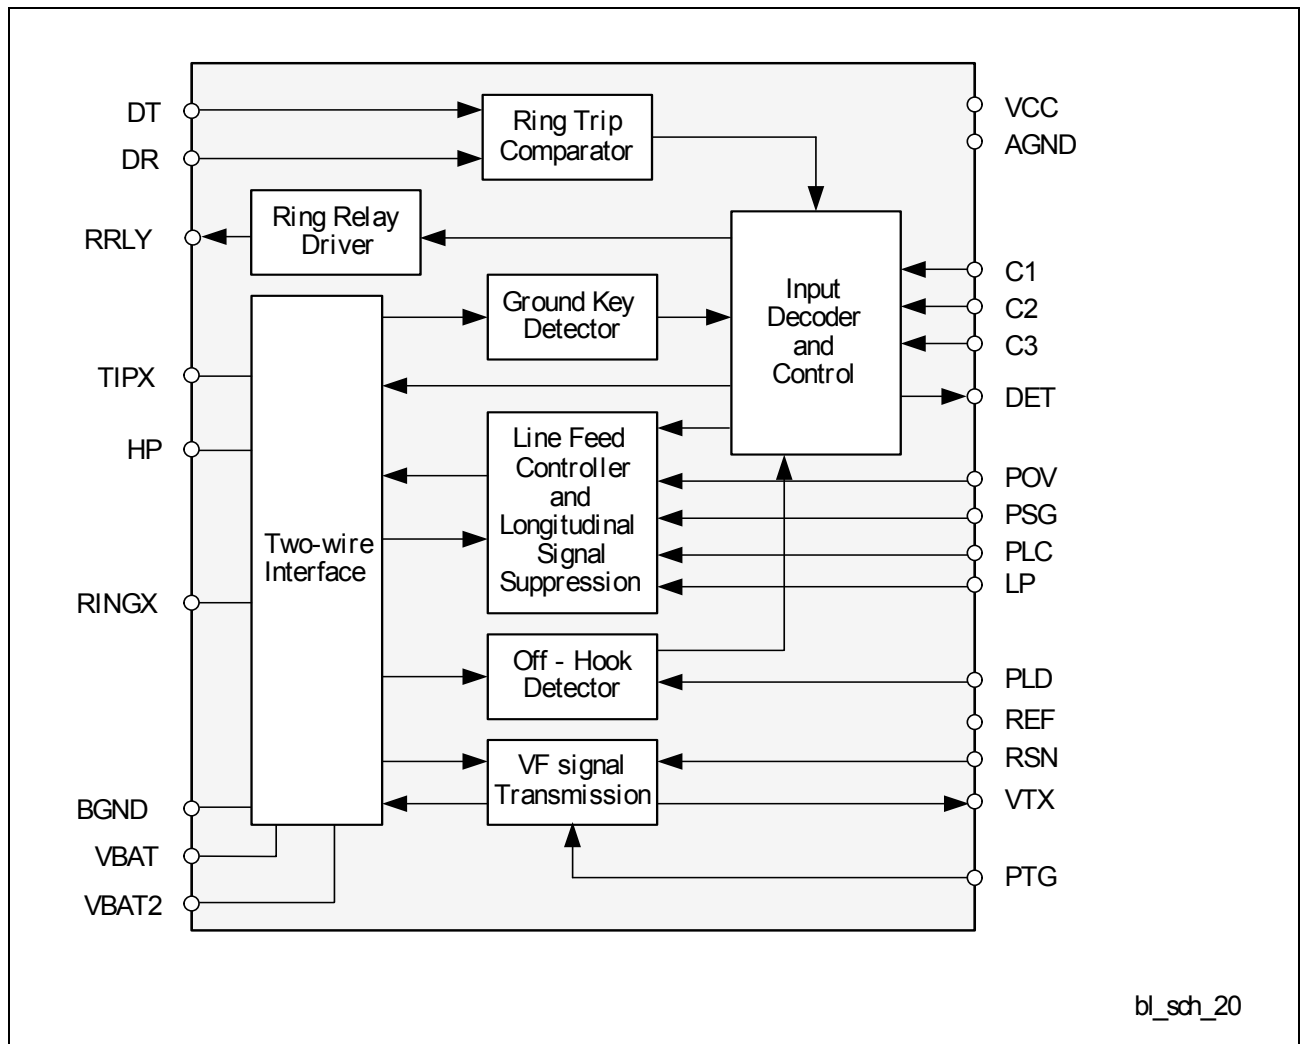 DT
DR
RRLY
TIPX
HP
RINGX
BGND
VBAT
VBAT2
Ring Trip
Comparator
Ring Relay
Driver
Ground Key
Detector
Input
Decoder
and
Control
Two-wire
Interface
Line Feed
Controller
and
Longitudinal
Signal
Suppression
Off - Hook
Detector
VF signal
Transmission
VCC
AGND
C1
C2
C3
DET
POV
PSG
PLC
LP
PLD
REF
RSN
VTX
PTG
bl_sch_20